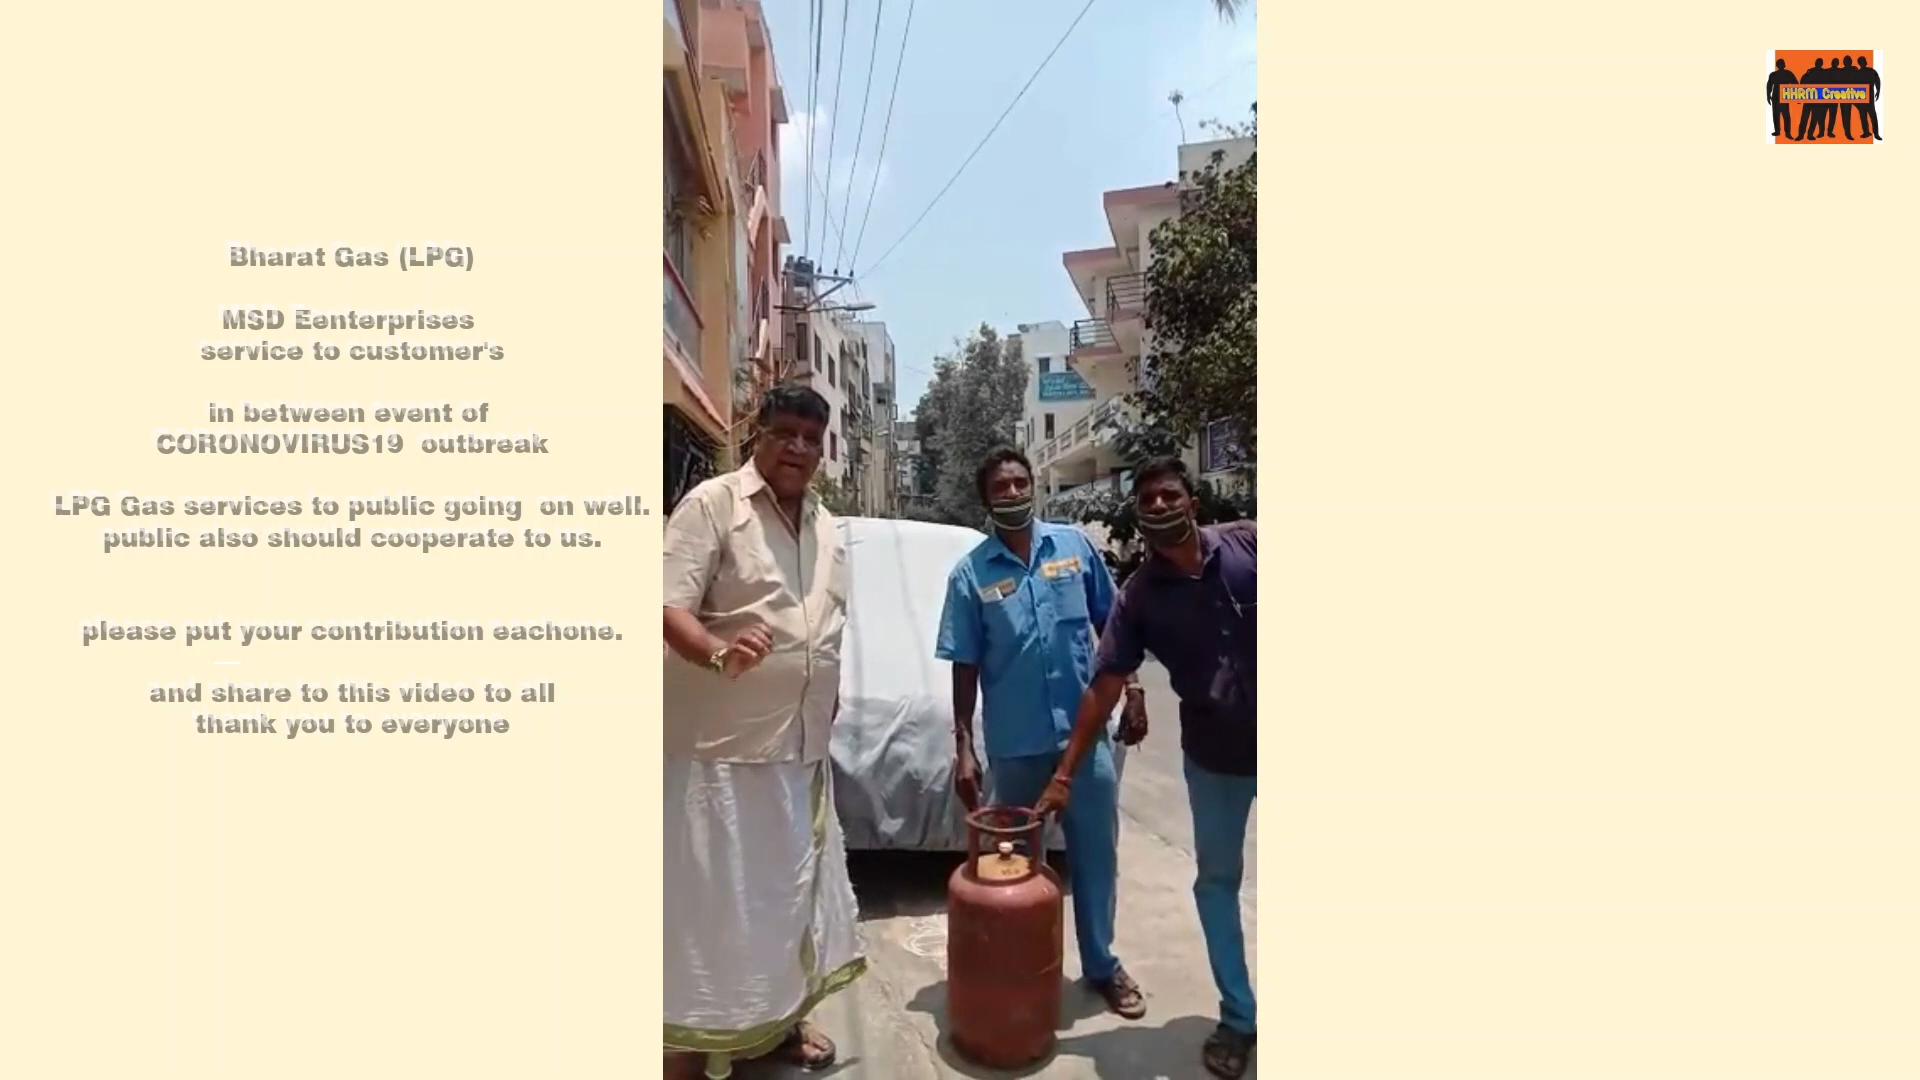 Bharat Gas (LPG)
MSD Eenterprises
service to customer's
in between event of
CORONOVIRUS19 outbreak
LPG Gas services to public going on well.
public also should cooperate to us.
please put your contribution eachone.
and share to this video to all
thank you to everyone
HHRM Creative